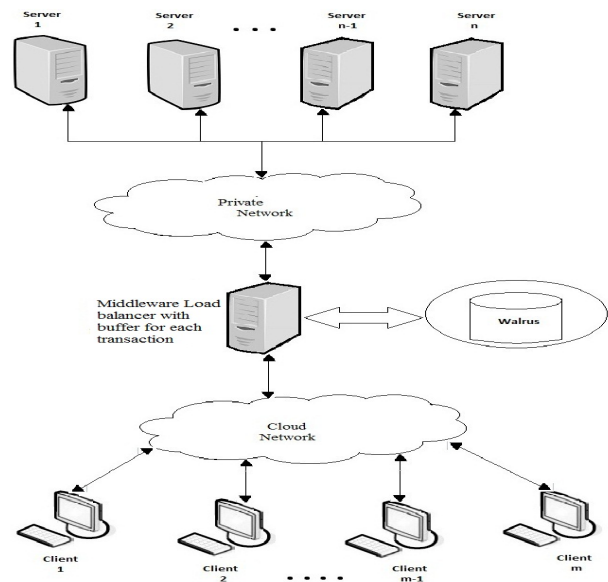 Server
1
Server
2
. . . .
Server
n-1
Server
n
Private
Network
Middleware Load
balancer with
buffer for each
transaction
Walrus
Cloud
Network
Client
1
Client
2
. . . .
Client
m-1
Client
m